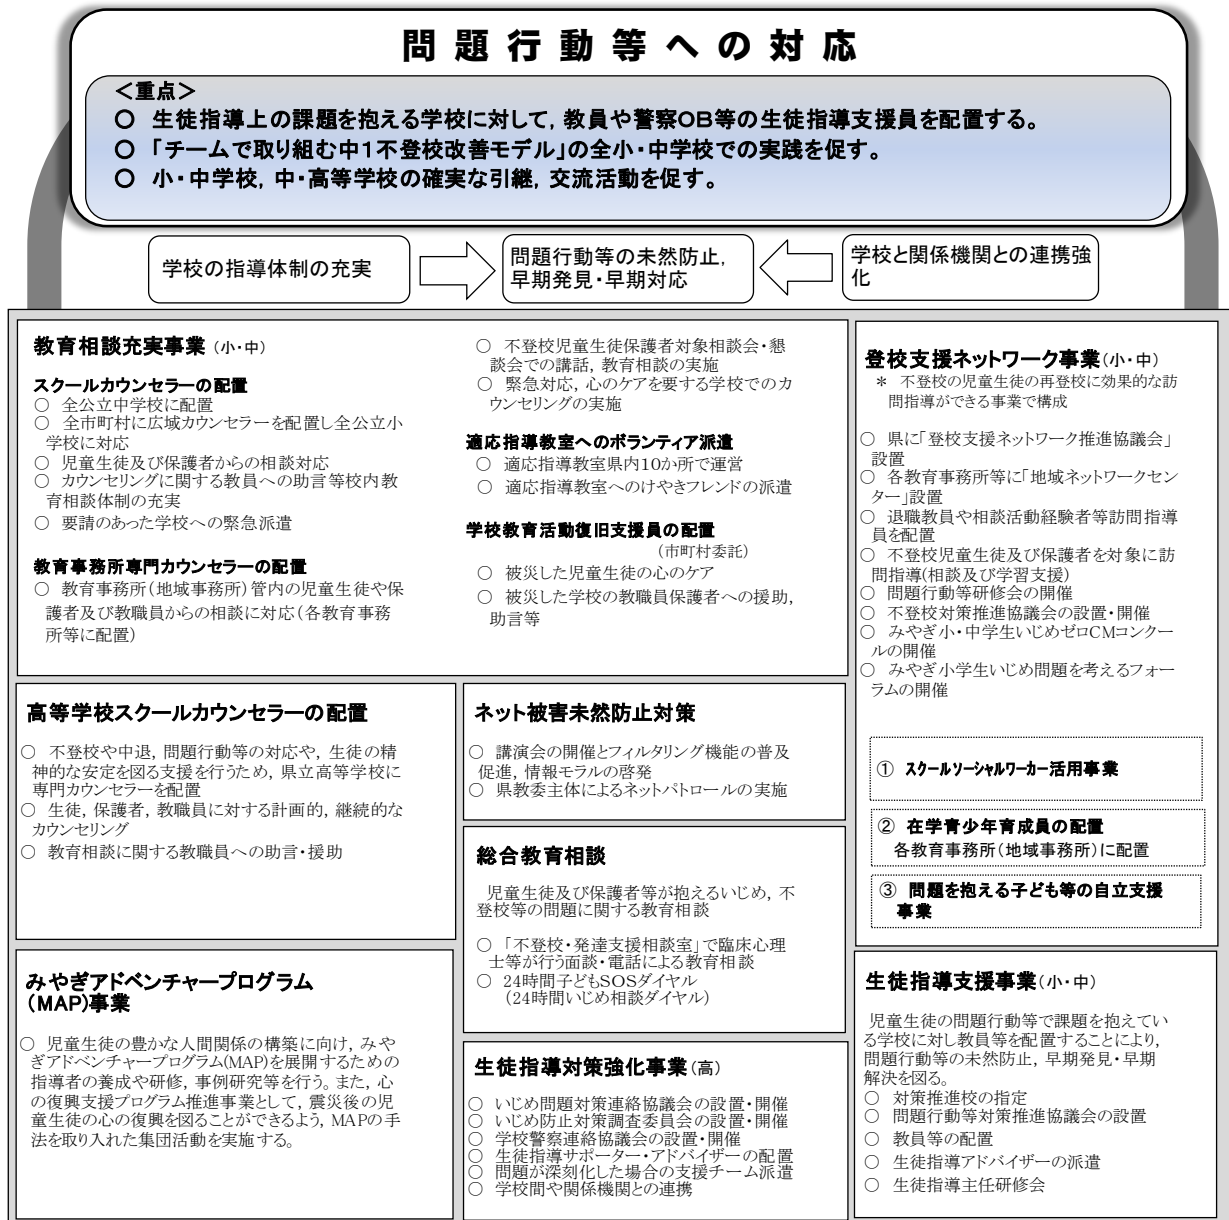 問題行動等への対応
＜重点＞
○ 生徒指導上の課題を抱える学校に対して，教員や警察ＯＢ等の生徒指導支援員を配置する。
○ 「チームで取り組む中１不登校改善モデル」の全小・中学校での実践を促す。
○ 小・中学校，中・高等学校の確実な引継，交流活動を促す。
学校の指導体制の充実
問題行動等の未然防止，
早期発見・早期対応
学校と関係機関との連携強
化
教育相談充実事業（小・中）
スクールカウンセラーの配置
○ 全公立中学校に配置
○ 全市町村に広域カウンセラーを配置し全公立小
学校に対応
○ 児童生徒及び保護者からの相談対応
○ カウンセリングに関する教員への助言等校内教
育相談体制の充実
○ 要請のあった学校への緊急派遣
教育事務所専門カウンセラーの配置
○ 教育事務所（地域事務所）管内の児童生徒や保
護者及び教職員からの相談に対応（各教育事務
所等に配置）
○ 不登校児童生徒保護者対象相談会・懇
談会での講話，教育相談の実施
○ 緊急対応，心のケアを要する学校でのカ
ウンセリングの実施
適応指導教室へのボランティア派遣
○ 適応指導教室県内１０か所で運営
○ 適応指導教室へのけやきフレンドの派遣
学校教育活動復旧支援員の配置
（市町村委託）
○ 被災した児童生徒の心のケア
○ 被災した学校の教職員保護者への援助，
助言等
登校支援ネットワーク事業（小・中）
＊ 不登校の児童生徒の再登校に効果的な訪
問指導ができる事業で構成
○ 県に「登校支援ネットワーク推進協議会」
設置
○ 各教育事務所等に「地域ネットワークセン
ター」設置
○ 退職教員や相談活動経験者等訪問指導
員を配置
○ 不登校児童生徒及び保護者を対象に訪
問指導(相談及び学習支援)
○ 問題行動等研修会の開催
○ 不登校対策推進協議会の設置・開催
○ みやぎ小・中学生いじめゼロCMコンクー
ルの開催
○ みやぎ小学生いじめ問題を考えるフォー
ラムの開催
① スクールソーシャルワーカー活用事業
② 在学青少年育成員の配置
各教育事務所（地域事務所）に配置
③ 問題を抱える子ども等の自立支援
事業
高等学校スクールカウンセラーの配置
○ 不登校や中退，問題行動等の対応や，生徒の精
神的な安定を図る支援を行うため，県立高等学校に
専門カウンセラーを配置
○ 生徒，保護者，教職員に対する計画的，継続的な
カウンセリング
○ 教育相談に関する教職員への助言・援助
ネット被害未然防止対策
○ 講演会の開催とフィルタリング機能の普及
促進，情報モラルの啓発
○ 県教委主体によるネットパトロールの実施
総合教育相談
児童生徒及び保護者等が抱えるいじめ，不
登校等の問題に関する教育相談
○ 「不登校・発達支援相談室」で臨床心理
士等が行う面談・電話による教育相談
○ 24時間子どもSOSダイヤル
（24時間いじめ相談ダイヤル）
みやぎアドベンチャープログラム
（MAP)事業
○ 児童生徒の豊かな人間関係の構築に向け，みや
ぎアドベンチャープログラム(MAP)を展開するための
指導者の養成や研修，事例研究等を行う。また，心
の復興支援プログラム推進事業として，震災後の児
童生徒の心の復興を図ることができるよう，MAPの手
法を取り入れた集団活動を実施する。
生徒指導対策強化事業（高）
○ いじめ問題対策連絡協議会の設置・開催
○ いじめ防止対策調査委員会の設置・開催
○ 学校警察連絡協議会の設置・開催
○ 生徒指導サポーター・アドバイザーの配置
○ 問題が深刻化した場合の支援チーム派遣
○ 学校間や関係機関との連携
生徒指導支援事業（小・中）
児童生徒の問題行動等で課題を抱えてい
る学校に対し教員等を配置することにより，
問題行動等の未然防止，早期発見・早期
解決を図る。
○ 対策推進校の指定
○ 問題行動等対策推進協議会の設置
○ 教員等の配置
○ 生徒指導アドバイザーの派遣
○ 生徒指導主任研修会